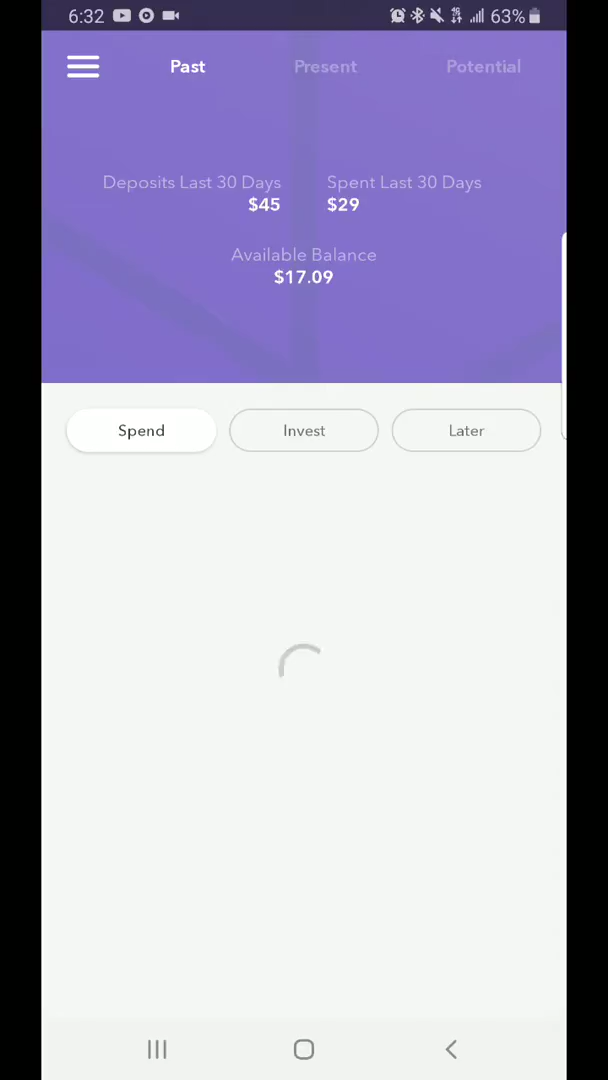 6:32 63%
Past Present Potential
Deposits Last 30 Days Spent Last 30 Days
$45 $29
Available Balance
$17.09
Spend Invest Later